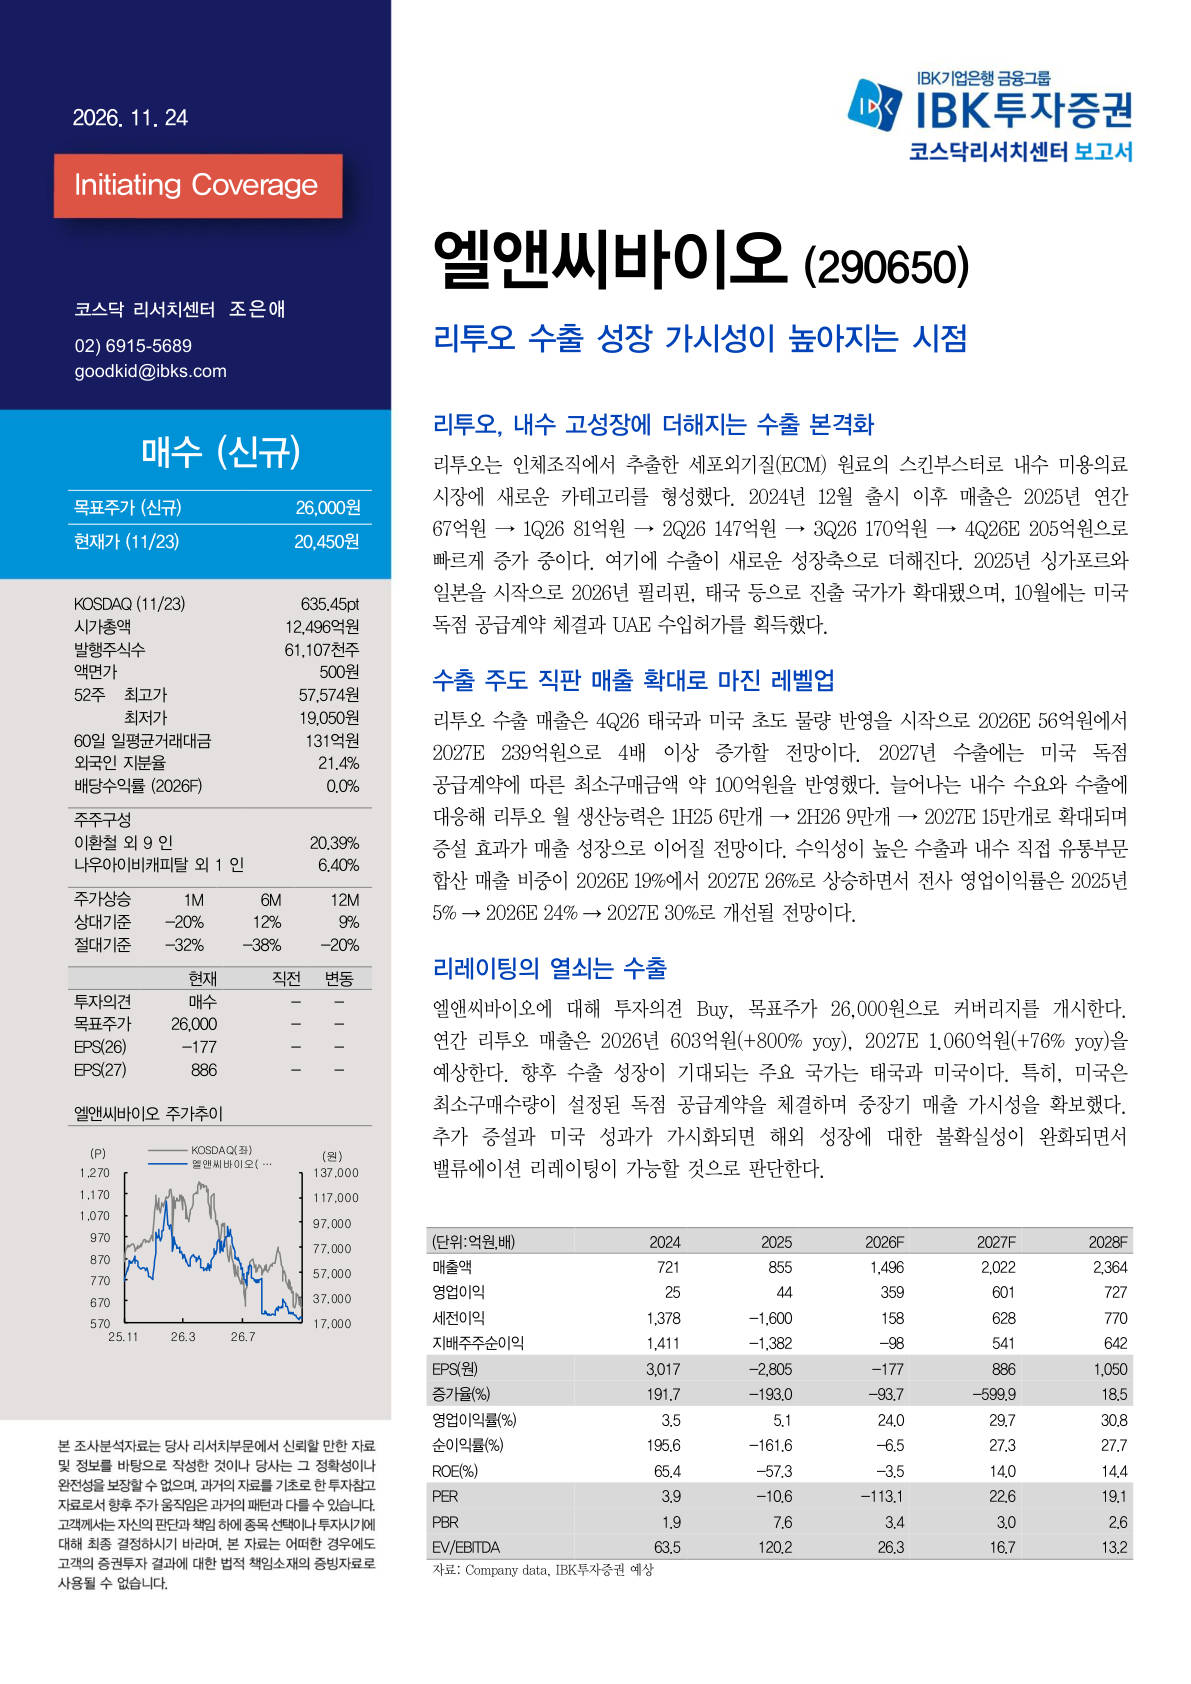 2026. 11. 24
Initiating Coverage
코스닥 리서치센터 조은애
02) 6915-5689
goodkid@ibks.com
매수 (신규)
목표주가 (신규) 26,000원
현재가 (11/23) 20,450원
KOSDAQ (11/23) 635.45pt
시가총액 12,496억원
발행주식수 61,107천주
액면가 500원
52주 최고가 57,574원
최저가 19,050원
60일 일평균거래대금 131억원
외국인 지분율 21.4%
배당수익률 (2026F) 0.0%
주주구성
이환철 외 9 인 20.39%
나우아이비캐피탈 외 1 인 6.40%
주가상승 1M 6M 12M
상대기준 -20% 12% 9%
절대기준 -32% -38% -20%
현재 직전 변동
투자의견 매수 - -
목표주가 26,000 - -
EPS(26) -177 - -
EPS(27) 886 - -
엘앤씨바이오 주가추이
(P) KOSDAQ(좌) (원)
엘앤씨바이오( …
1,270 137,000
1,170 117,000
1,070 97,000
970 77,000
870 57,000
770 37,000
670 17,000
570
25.11 26.3 26.7
본 조사분석자료는 당사 리서치부문에서 신뢰할 만한 자료
및 정보를 바탕으로 작성한 것이나 당사는 그 정확성이나
완전성을 보장할 수 없으며, 과거의 자료를 기초로 한 투자참고
자료로서 향후 주가 움직임은 과거의 패턴과 다를 수 있습니다.
고객께서는 자신의 판단과 책임 하에 종목 선택이나 투자시기에
대해 최종 결정하시기 바라며, 본 자료는 어떠한 경우에도
고객의 증권투자 결과에 대한 법적 책임소재의 증빙자료로
사용될 수 없습니다.
IBK기업은행 금융그룹
IBK투자증권
코스닥리서치센터 보고서
엘앤씨바이오 (290650)
리투오 수출 성장 가시성이 높아지는 시점
리투오, 내수 고성장에 더해지는 수출 본격화
리투오는 인체조직에서 추출한 세포외기질(ECM) 원료의 스킨부스터로 내수 미용의료
시장에 새로운 카테고리를 형성했다. 2024년 12월 출시 이후 매출은 2025년 연간
67억원 → 1Q26 81억원 → 2Q26 147억원 → 3Q26 170억원 → 4Q26E 205억원으로
빠르게 증가 중이다. 여기에 수출이 새로운 성장축으로 더해진다. 2025년 싱가포르와
일본을 시작으로 2026년 필리핀, 태국 등으로 진출 국가가 확대됐으며, 10월에는 미국
독점 공급계약 체결과 UAE 수입허가를 획득했다.
수출 주도 직판 매출 확대로 마진 레벨업
리투오 수출 매출은 4Q26 태국과 미국 초도 물량 반영을 시작으로 2026E 56억원에서
2027E 239억원으로 4배 이상 증가할 전망이다. 2027년 수출에는 미국 독점
공급계약에 따른 최소구매금액 약 100억원을 반영했다. 늘어나는 내수 수요와 수출에
대응해 리투오 월 생산능력은 1H25 6만개 → 2H26 9만개 → 2027E 15만개로 확대되며
증설 효과가 매출 성장으로 이어질 전망이다. 수익성이 높은 수출과 내수 직접 유통부문
합산 매출 비중이 2026E 19%에서 2027E 26%로 상승하면서 전사 영업이익률은 2025년
5% → 2026E 24% → 2027E 30%로 개선될 전망이다.
리레이팅의 열쇠는 수출
엘앤씨바이오에 대해 투자의견 Buy, 목표주가 26,000원으로 커버리지를 개시한다.
연간 리투오 매출은 2026년 603억원(+800% yoy), 2027E 1,060억원(+76% yoy)을
예상한다. 향후 수출 성장이 기대되는 주요 국가는 태국과 미국이다. 특히, 미국은
최소구매수량이 설정된 독점 공급계약을 체결하며 중장기 매출 가시성을 확보했다.
추가 증설과 미국 성과가 가시화되면 해외 성장에 대한 불확실성이 완화되면서
밸류에이션 리레이팅이 가능할 것으로 판단한다.
(단위:억원,배) 2024 2025 2026F 2027F 2028F
매출액 721 855 1,496 2,022 2,364
영업이익 25 44 359 601 727
세전이익 1,378 -1,600 158 628 770
지배주주순이익 1,411 -1,382 -98 541 642
EPS(원) 3,017 -2,805 -177 886 1,050
증가율(%) 191.7 -193.0 -93.7 -599.9 18.5
영업이익률(%) 3.5 5.1 24.0 29.7 30.8
순이익률(%) 195.6 -161.6 -6.5 27.3 27.7
ROE(%) 65.4 -57.3 -3.5 14.0 14.4
PER 3.9 -10.6 -113.1 22.6 19.1
PBR 1.9 7.6 3.4 3.0 2.6
EV/EBITDA 63.5 120.2 26.3 16.7 13.2
자료: Company data, IBK투자증권 예상